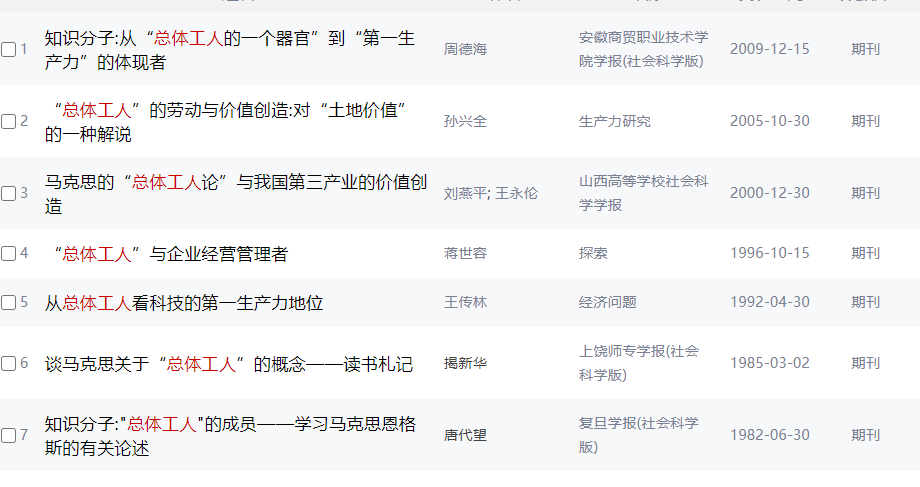 1 知识分子:从“总体工人的一个器官”到“第一生
产力”的体现者
周德海
安徽商贸职业技术学
院学报(社会科学版)
2009-12-15
期刊
2 “总体工人”的劳动与价值创造:对“土地价值”
的一种解说
孙兴全
生产力研究
2005-10-30
期刊
3 马克思的“总体工人论”与我国第三产业的价值创
造
刘燕平; 王永伦
山西高等学校社会科
学学报
2000-12-30
期刊
4 “总体工人”与企业经营管理者
蒋世容
探索
1996-10-15
期刊
5 从总体工人看科技的第一生产力地位
王传林
经济问题
1992-04-30
期刊
6 谈马克思关于“总体工人”的概念——读书札记
揭新华
上饶师专学报(社会
科学版)
1985-03-02
期刊
7 知识分子:"总体工人"的成员——学习马克思恩格
斯的有关论述
唐代望
复旦学报(社会科学
版)
1982-06-30
期刊